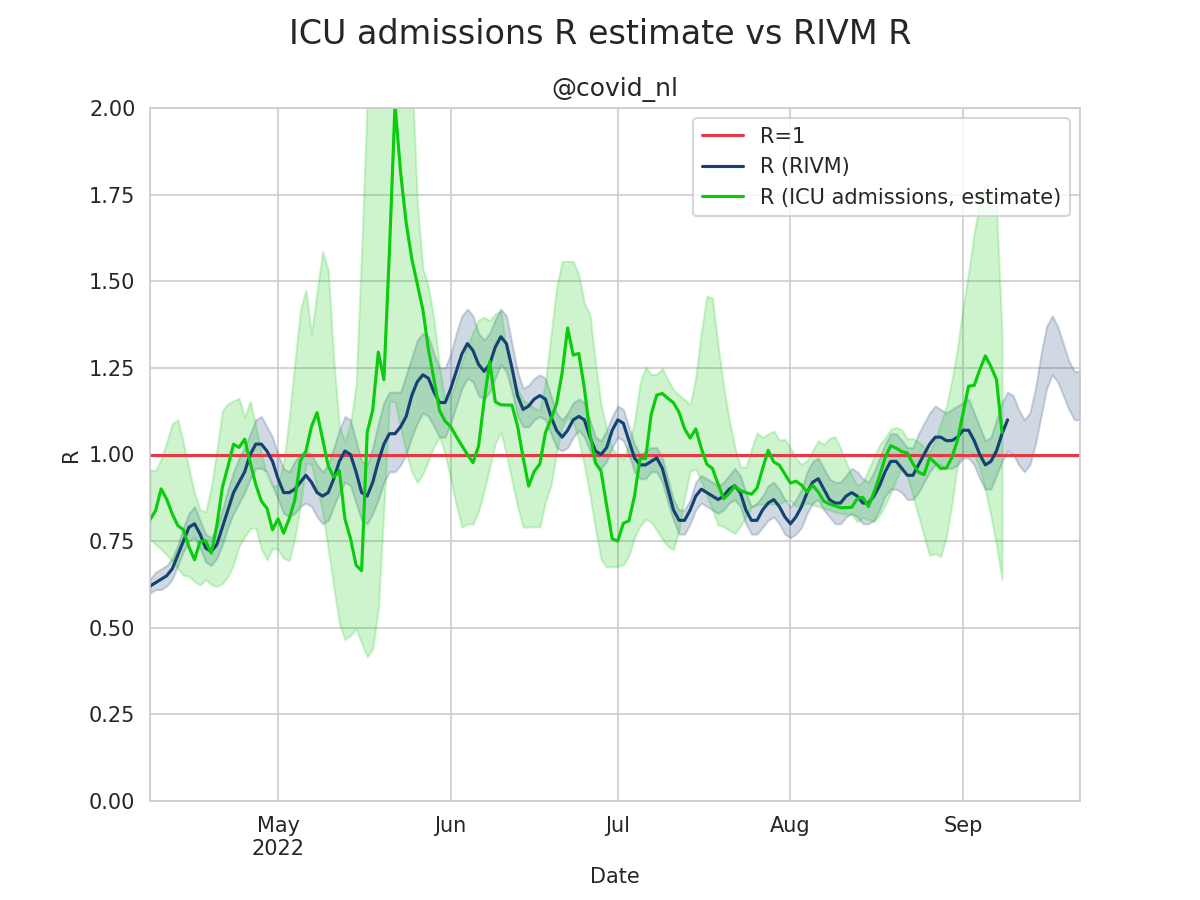 ICU admissions R estimate vs RIVM R
@covid_nl
R=1
R (RIVM)
R (ICU admissions, estimate)
2.00
1.75
1.50
1.25
1.00
0.75
0.50
0.25
0.00
R
May
2022
Jun
Jul
Aug
Sep
Date